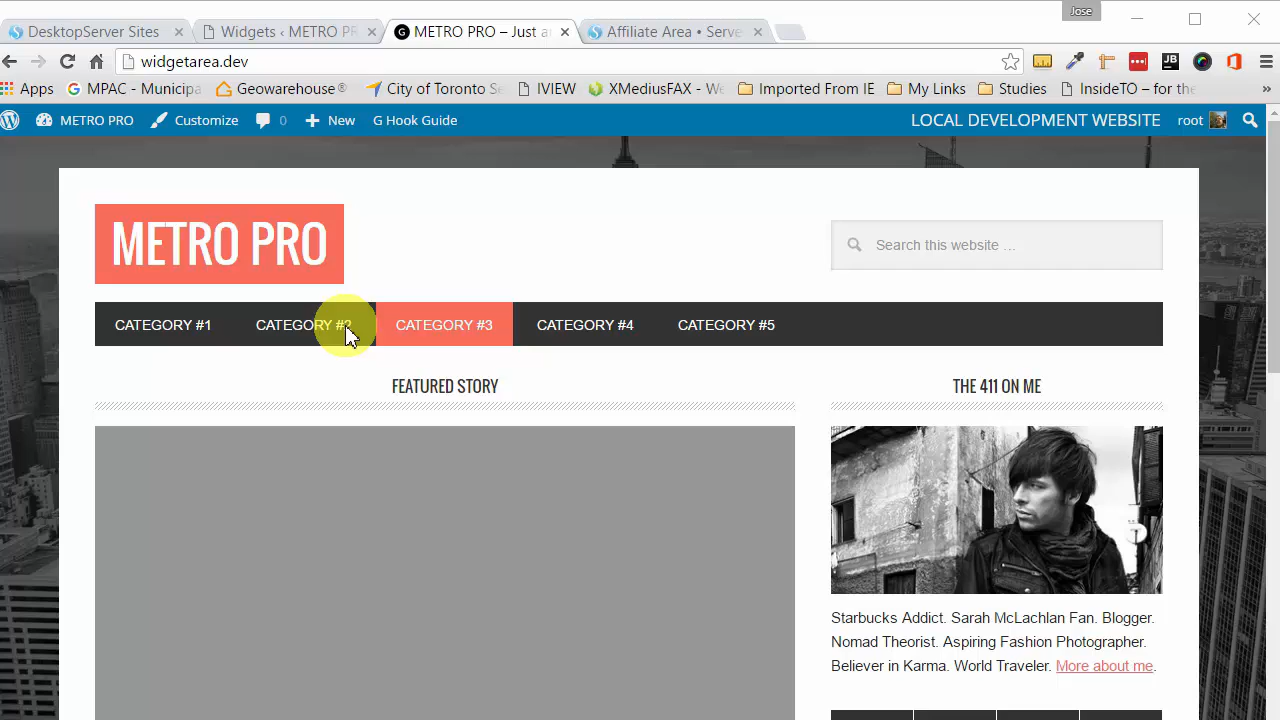 Jose
DesktopServer Sites
Widgets ‹ METRO PR
METRO PRO – Just a
Affiliate Area • Serve
widgetarea.dev
Apps
MPAC - Municipa
Geowarehouse®
City of Toronto Se
IVIEW
XMediusFAX - We
Imported From IE
My Links
Studies
InsideTO – for the
»
METRO PRO
Customize
0
New
G Hook Guide
LOCAL DEVELOPMENT WEBSITE
root
METRO PRO
Search this website ...
CATEGORY #1
CATEGORY #2
CATEGORY #3
CATEGORY #4
CATEGORY #5
FEATURED STORY
THE 411 ON ME
Starbucks Addict. Sarah McLachlan Fan. Blogger.
Nomad Theorist. Aspiring Fashion Photographer.
Believer in Karma. World Traveler. More about me.